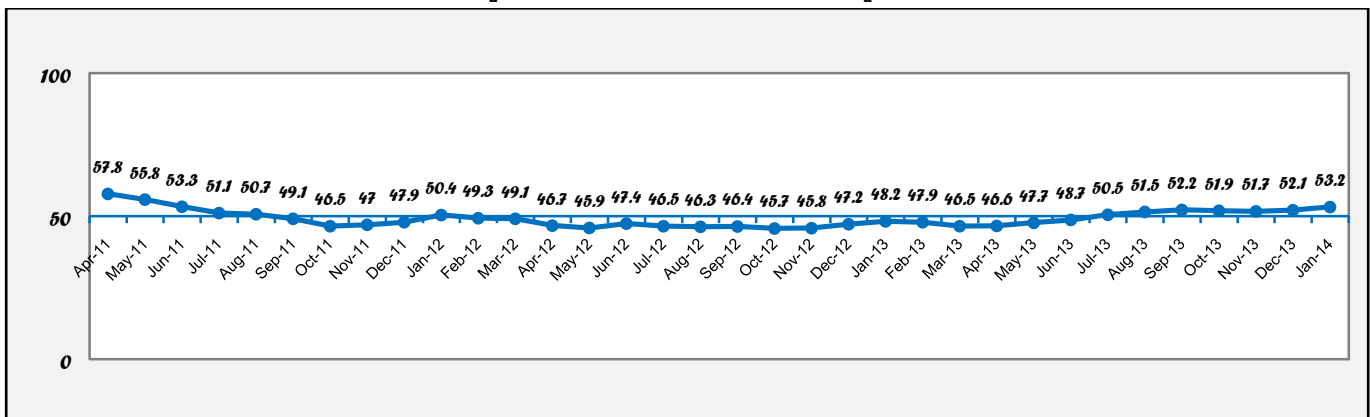 100
57.8 55.8 53.3 51.1 50.7 49.1 46.5 47 47.9 50.4 49.3 49.1 46.7 45.9 47.4 46.5 46.3 46.4 45.7 45.8 47.2 48.2 47.9 46.5 46.6 47.7 48.7 50.5 51.5 52.2 51.9 51.7 52.1 53.2
50
Apr-11 May-11 Jun-11 Jul-11 Aug-11 Sep-11 Oct-11 Nov-11 Dec-11 Jan-12 Feb-12 Mar-12 Apr-12 May-12 Jun-12 Jul-12 Aug-12 Sep-12 Oct-12 Nov-12 Dec-12 Jan-13 Feb-13 Mar-13 Apr-13 May-13 Jun-13 Jul-13 Aug-13 Sep-13 Oct-13 Nov-13 Dec-13 Jan-14
0